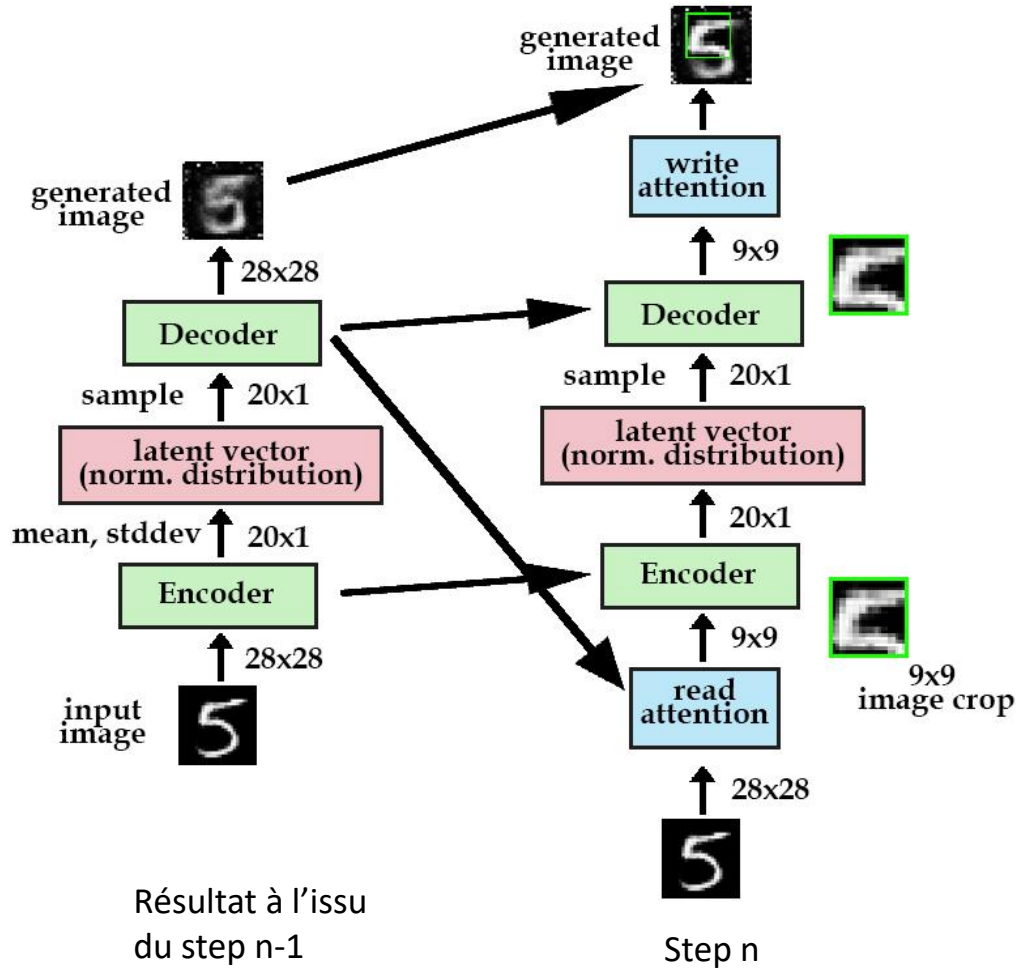 generated
image
28x28
Decoder
sample
20x1
latent vector
(norm. distribution)
mean, stddev
20x1
Encoder
28x28
input
image
Résultat à l’issu
du step n-1
generated
image
write
attention
9x9
Decoder
sample
20x1
latent vector
(norm. distribution)
20x1
Encoder
9x9
9x9
image crop
read
attention
28x28
Step n